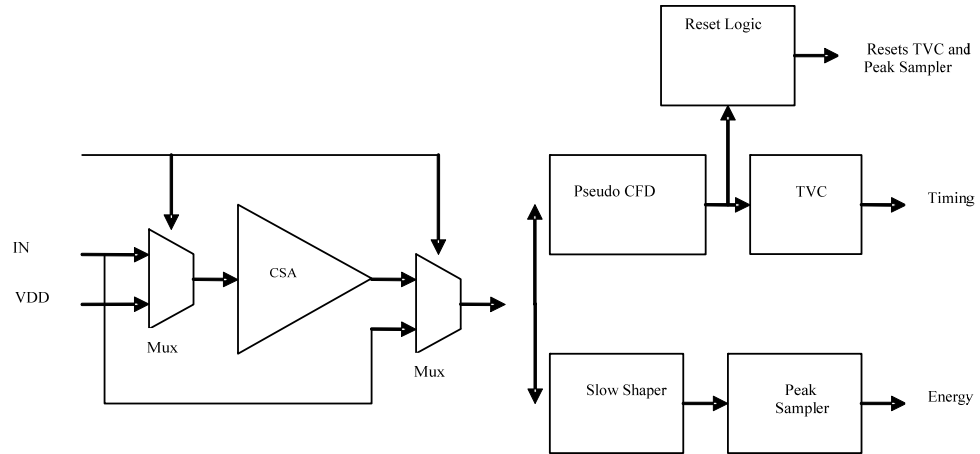 Reset Logic
Resets TVC and
Peak Sampler
Pseudo CFD
TVC
Timing
IN
CSA
VDD
Mux
Mux
Slow Shaper
Peak
Sampler
Energy